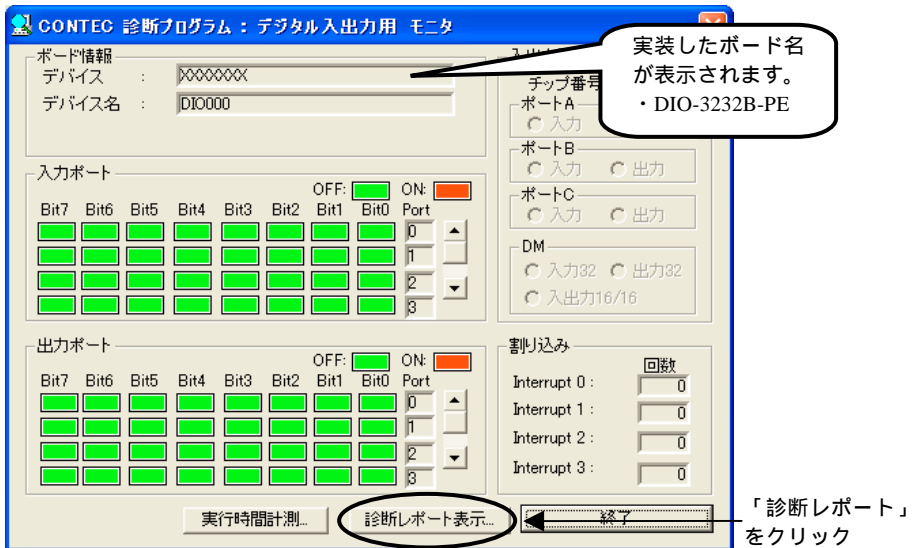 CONTEC 診断プログラム : デジタル入出力用 モニタ
実装したボード名
が表示されます。
・DIO-3232B-PE
ボード情報
デバイス : XXXXXXX
デバイス名 : DIO000
チップ番号
ポートA
入力
ポートB
入力 出力
ポートC
入力 出力
DM
入力32 出力32
入出力16/16
入力ポート
OFF: ON:
Bit7 Bit6 Bit5 Bit4 Bit3 Bit2 Bit1 Bit0 Port
0
1
2
3
出力ポート
OFF: ON:
Bit7 Bit6 Bit5 Bit4 Bit3 Bit2 Bit1 Bit0 Port
0
1
2
3
割り込み
回数
Interrupt 0 : 0
Interrupt 1 : 0
Interrupt 2 : 0
Interrupt 3 : 0
実行時間計測... 診断レポート表示... 終了
「診断レポート」
をクリック